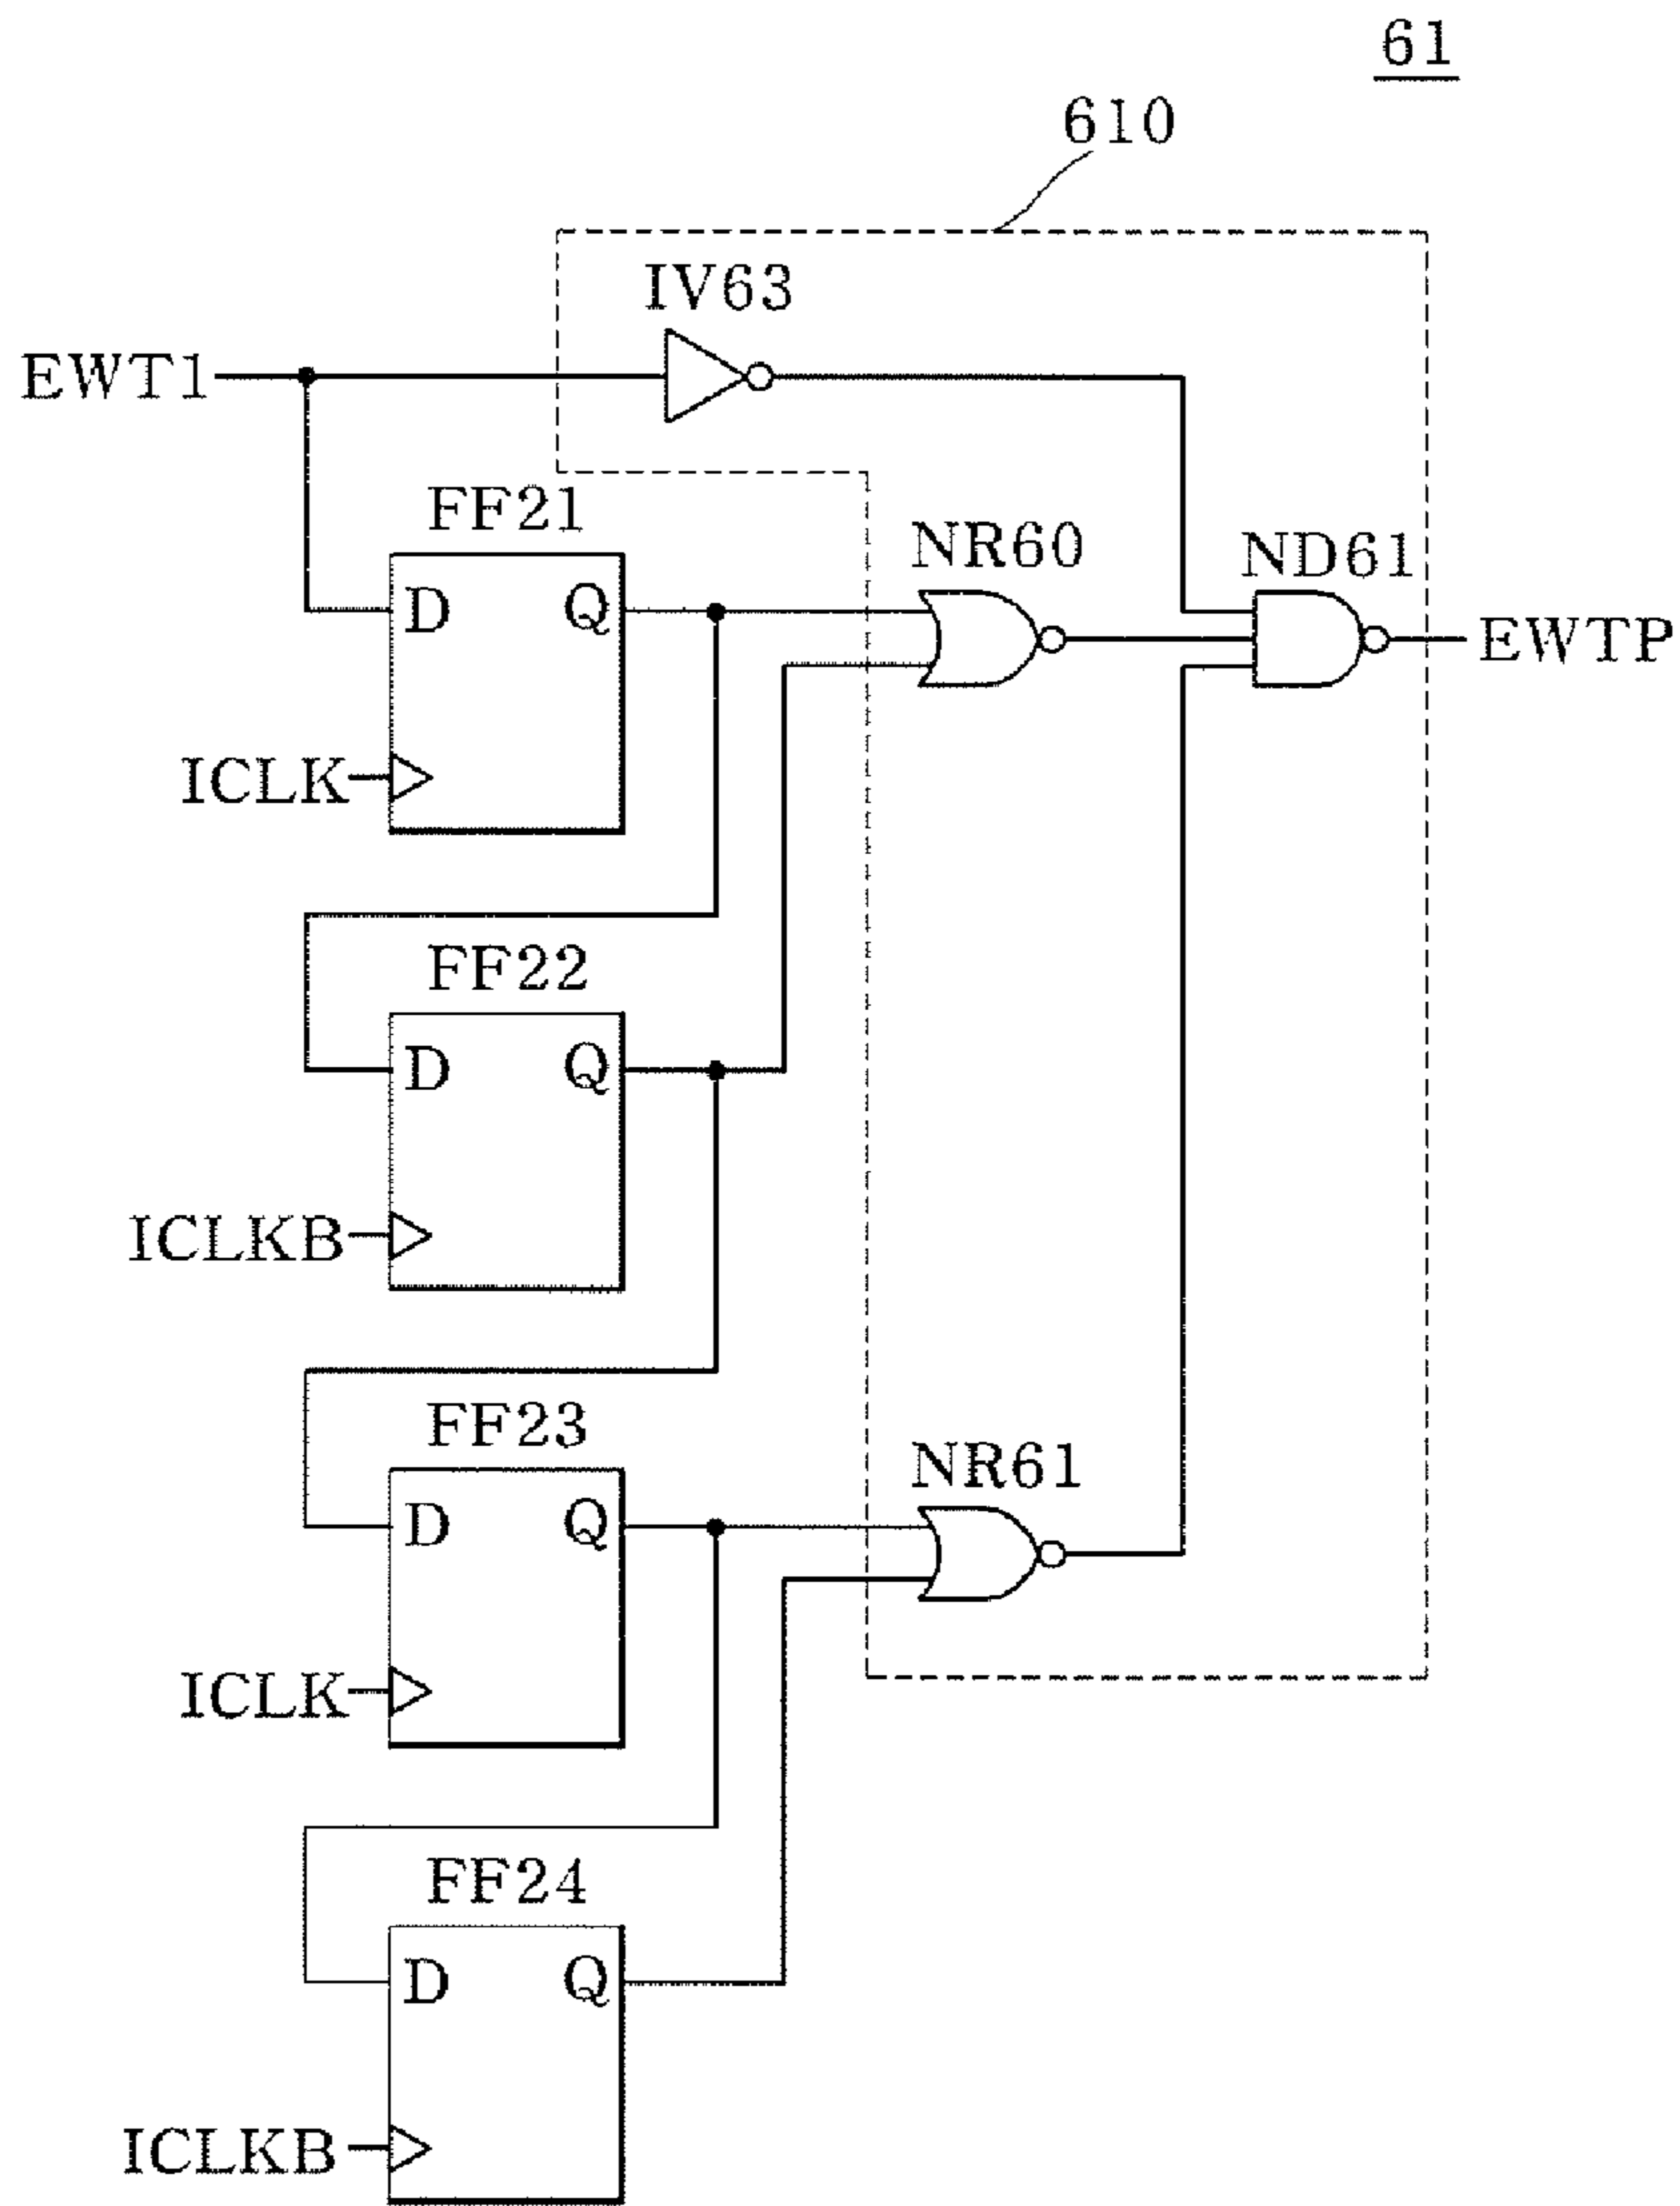 61
610
IV63
EWT1
FF21
D Q
ICLK
NR60
ND61
EWTP
FF22
D Q
ICLKB
FF23
D Q
ICLK
NR61
FF24
D Q
ICLKB